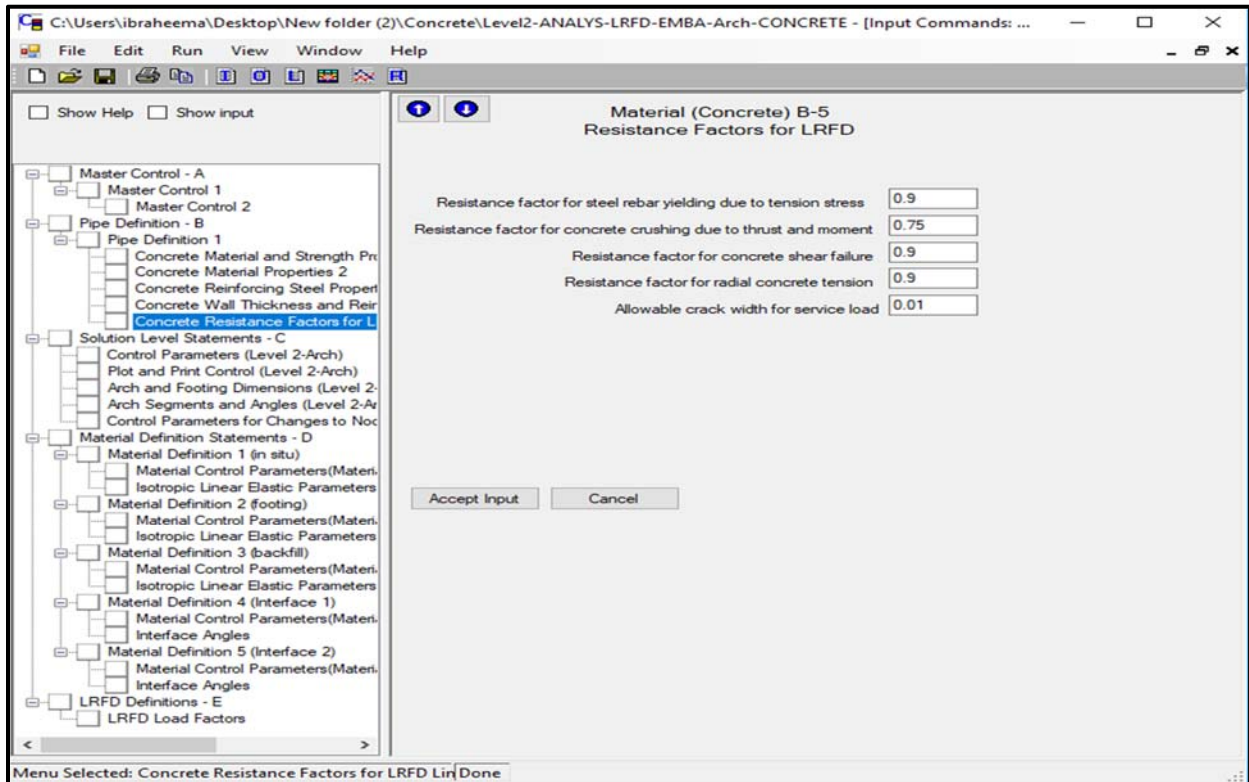 C:\Users\ibraheema\Desktop\New folder (2)\Concrete\Level2-ANALYS-LRFD-EMBA-Arch-CONCRETE - [Input Commands: ...
File Edit Run View Window Help
Show Help Show input
Master Control - A
Master Control 1
Master Control 2
Pipe Definition - B
Pipe Definition 1
Concrete Material and Strength Pro
Concrete Material Properties 2
Concrete Reinforcing Steel Propert
Concrete Wall Thickness and Reir
Concrete Resistance Factors for L
Solution Level Statements - C
Control Parameters (Level 2-Arch)
Plot and Print Control (Level 2-Arch)
Arch and Footing Dimensions (Level 2-
Arch Segments and Angles (Level 2-Ar
Control Parameters for Changes to Noc
Material Definition Statements - D
Material Definition 1 (in situ)
Material Control Parameters(Materi.
Isotropic Linear Elastic Parameters
Material Definition 2 (footing)
Material Control Parameters(Materi.
Isotropic Linear Elastic Parameters
Material Definition 3 (backfill)
Material Control Parameters(Materi.
Isotropic Linear Elastic Parameters
Material Definition 4 (Interface 1)
Material Control Parameters(Materi.
Interface Angles
Material Definition 5 (Interface 2)
Material Control Parameters(Materi.
Interface Angles
LRFD Definitions - E
LRFD Load Factors
Material (Concrete) B-5
Resistance Factors for LRFD
Resistance factor for steel rebar yielding due to tension stress 0.9
Resistance factor for concrete crushing due to thrust and moment 0.75
Resistance factor for concrete shear failure 0.9
Resistance factor for radial concrete tension 0.9
Allowable crack width for service load 0.01
Accept Input Cancel
Menu Selected: Concrete Resistance Factors for LRFD Lin Done